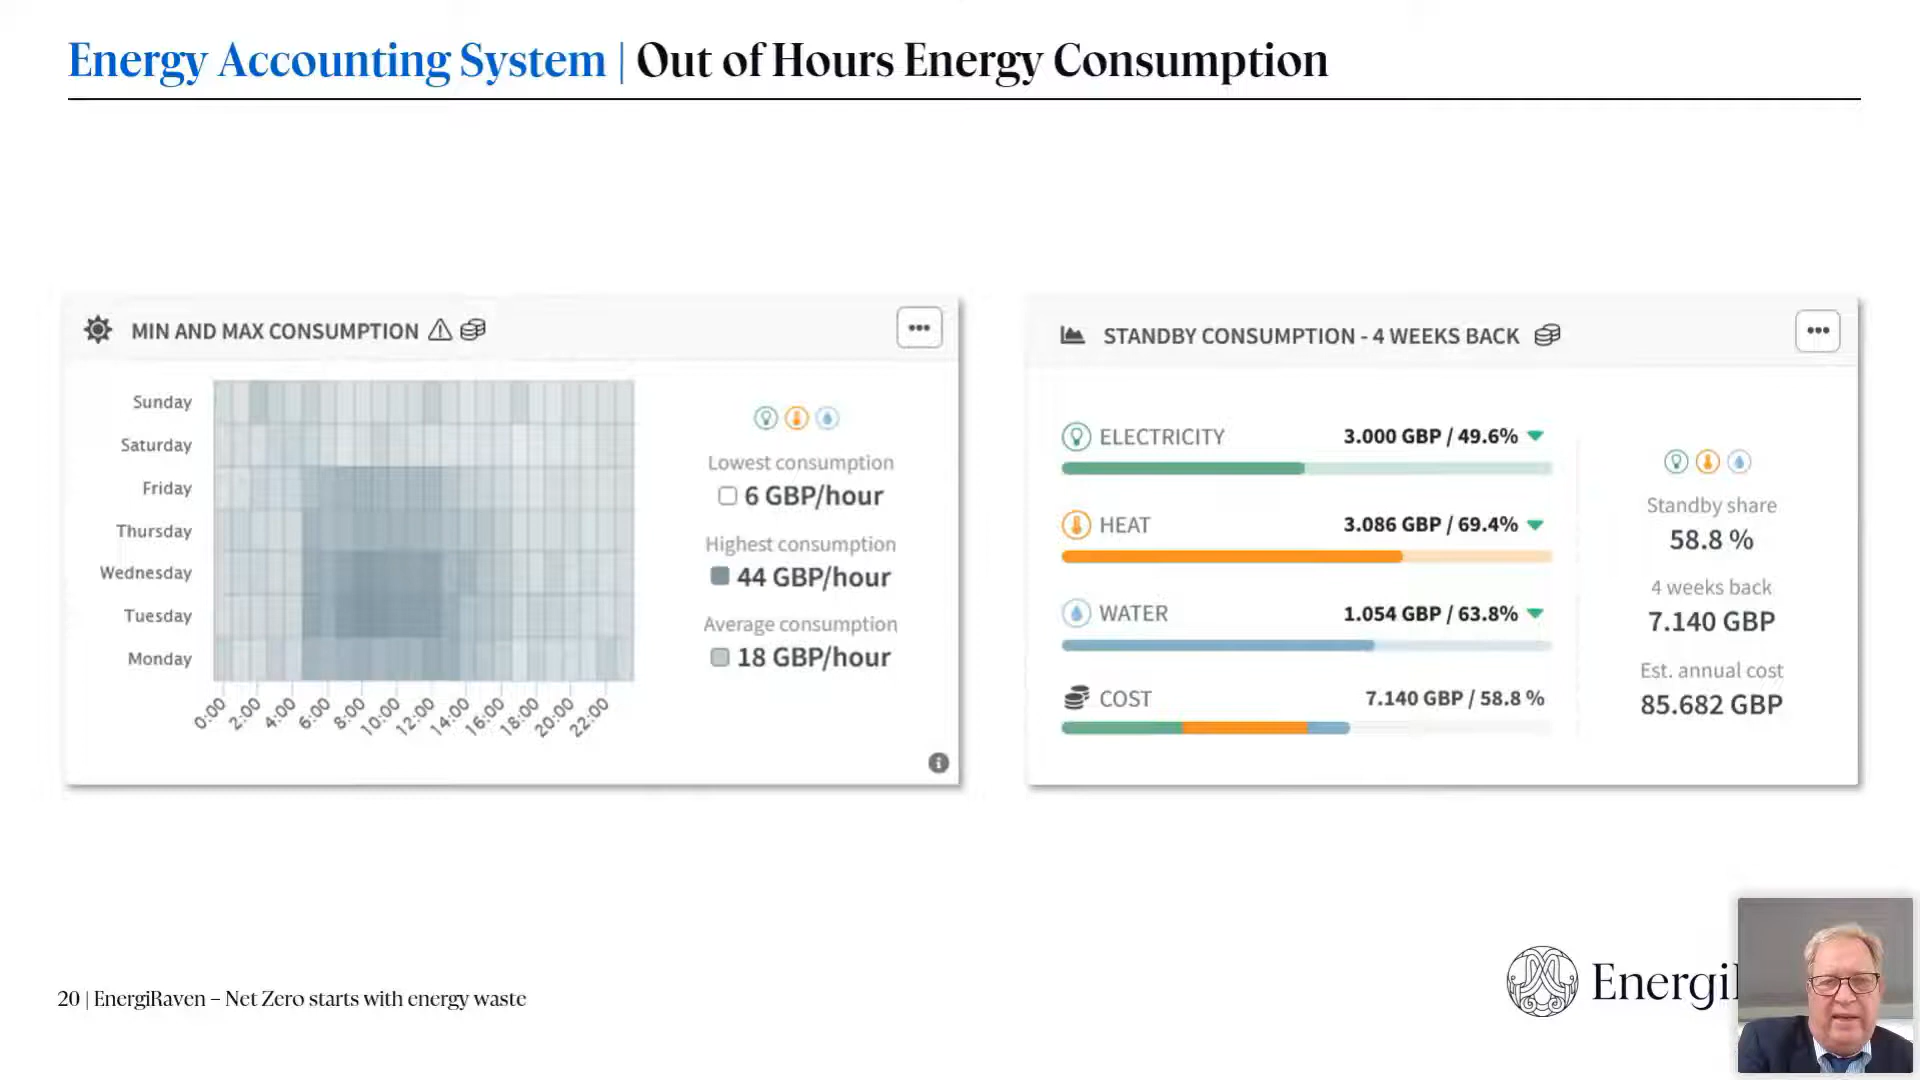 Energy Accounting System | Out of Hours Energy Consumption
MIN AND MAX CONSUMPTION
Sunday
Saturday
Friday
Thursday
Wednesday
Tuesday
Monday
0:00
2:00
4:00
6:00
8:00
10:00
12:00
14:00
16:00
18:00
20:00
22:00
Lowest consumption
6 GBP/hour
Highest consumption
44 GBP/hour
Average consumption
18 GBP/hour
STANDBY CONSUMPTION - 4 WEEKS BACK
ELECTRICITY 3.000 GBP / 49.6%
HEAT 3.086 GBP / 69.4%
WATER 1.054 GBP / 63.8%
COST 7.140 GBP / 58.8 %
Standby share
58.8 %
4 weeks back
7.140 GBP
Est. annual cost
85.682 GBP
20 | EnergiRaven – Net Zero starts with energy waste
Energi